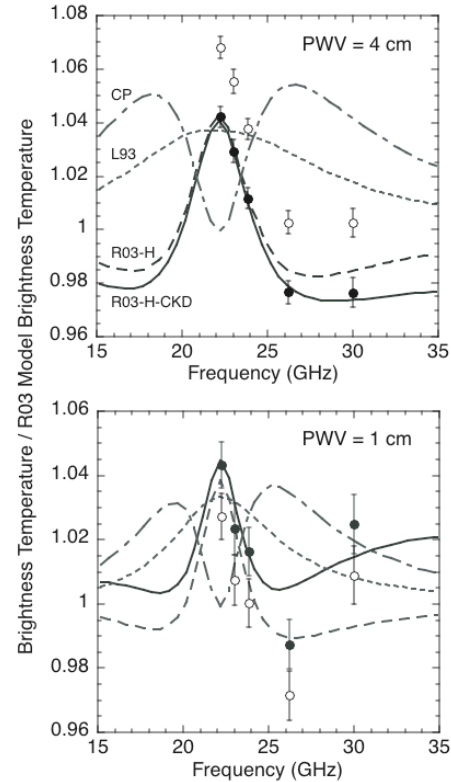 Brightness Temperature / R03 Model Brightness Temperature
1.08
1.06
1.04
1.02
1
0.98
0.96
PWV = 4 cm
CP
L93
R03-H
R03-H-CKD
15 20 25 30 35
Frequency (GHz)
1.06
1.04
1.02
1
0.98
0.96
PWV = 1 cm
15 20 25 30 35
Frequency (GHz)